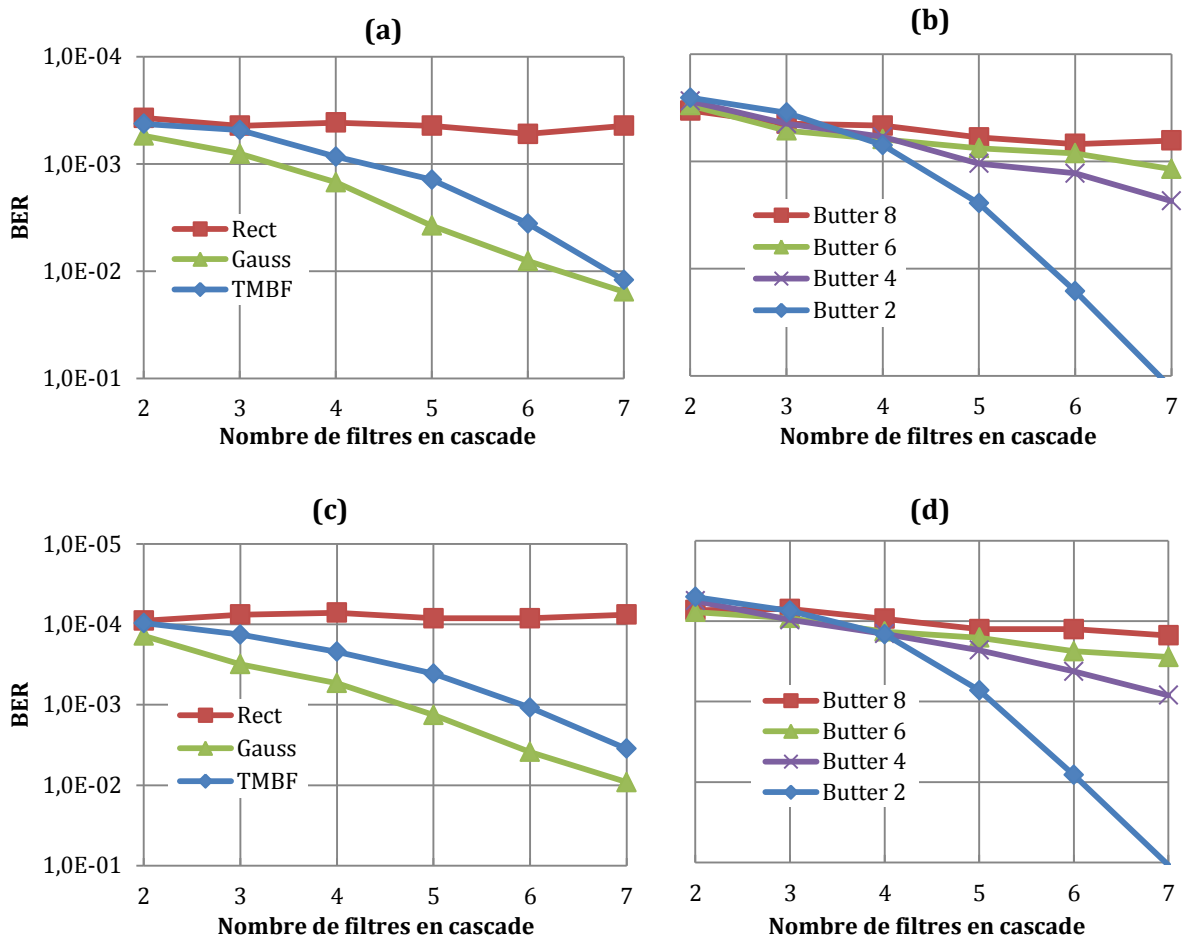 (a)
1,0E-04
1,0E-03
1,0E-02
1,0E-01
BER
Rect
Gauss
TMBF
2 3 4 5 6 7
Nombre de filtres en cascade
(b)
Butter 8
Butter 6
Butter 4
Butter 2
2 3 4 5 6 7
Nombre de filtres en cascade
(c)
1,0E-05
1,0E-04
1,0E-03
1,0E-02
1,0E-01
BER
Rect
Gauss
TMBF
2 3 4 5 6 7
Nombre de filtres en cascade
(d)
Butter 8
Butter 6
Butter 4
Butter 2
2 3 4 5 6 7
Nombre de filtres en cascade